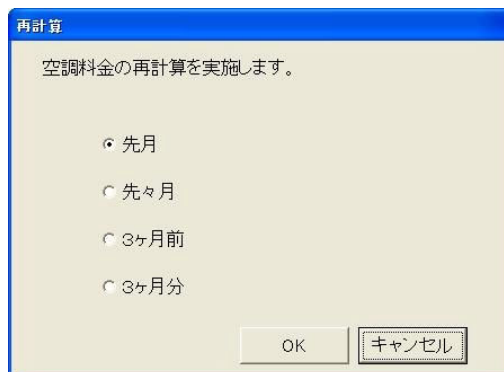 再計算
空調料金の再計算を実施します。
先月
先々月
3ヶ月前
3ヶ月分
OK キャンセル